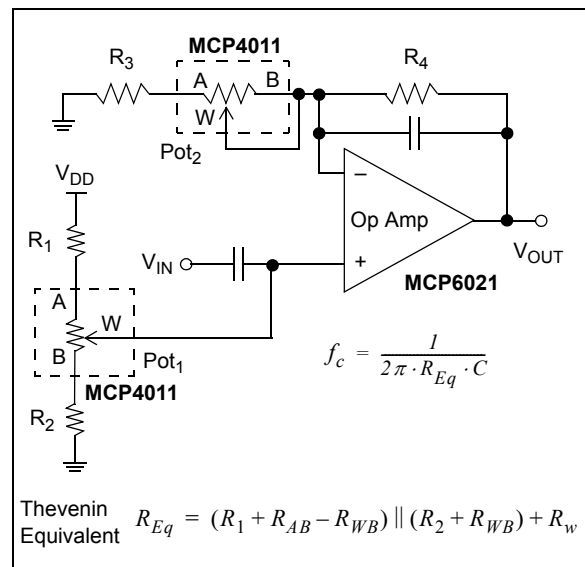 MCP4011
R3
A
B
W
Pot2
R4
VDD
R1
VIN
Op Amp
−
+
VOUT
MCP6021
A
W
B
Pot1
MCP4011
R2
fc = 1 / 2π · REq · C
Thevenin Equivalent REq = (R1 + RAB − RWB) || (R2 + RWB) + Rw